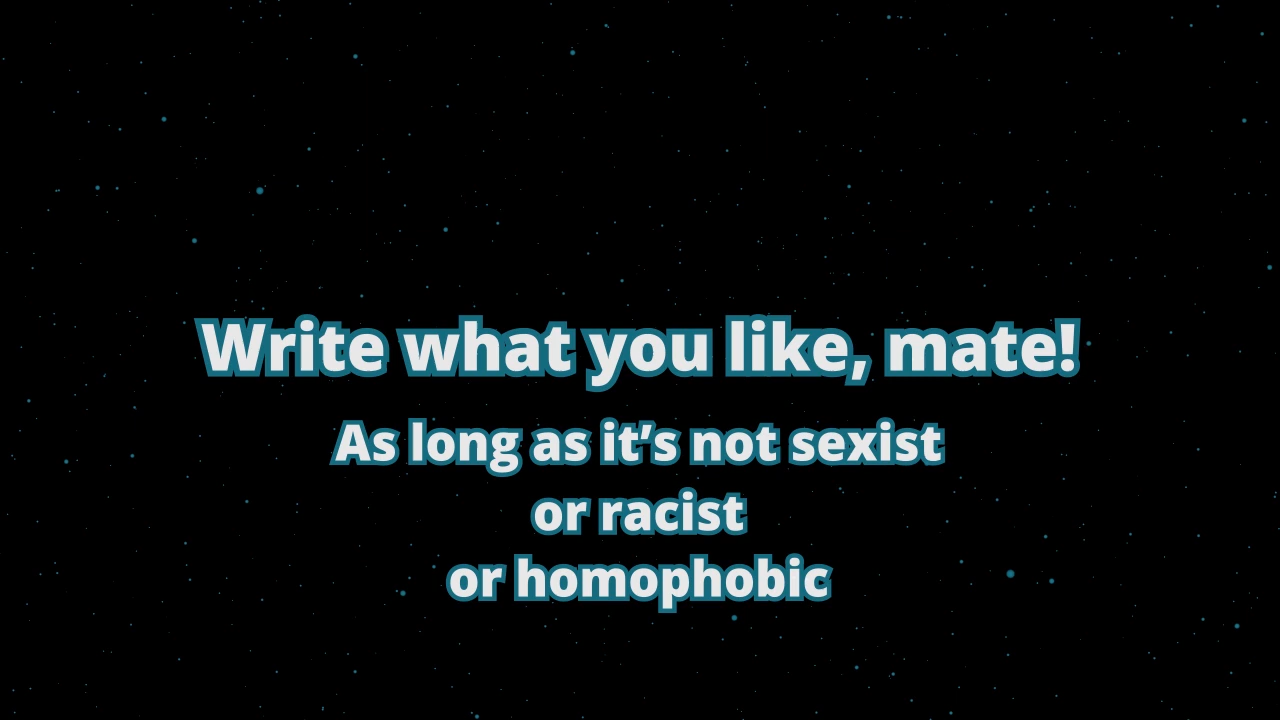 Write what you like, mate!
As long as it’s not sexist
or racist
or homophobic